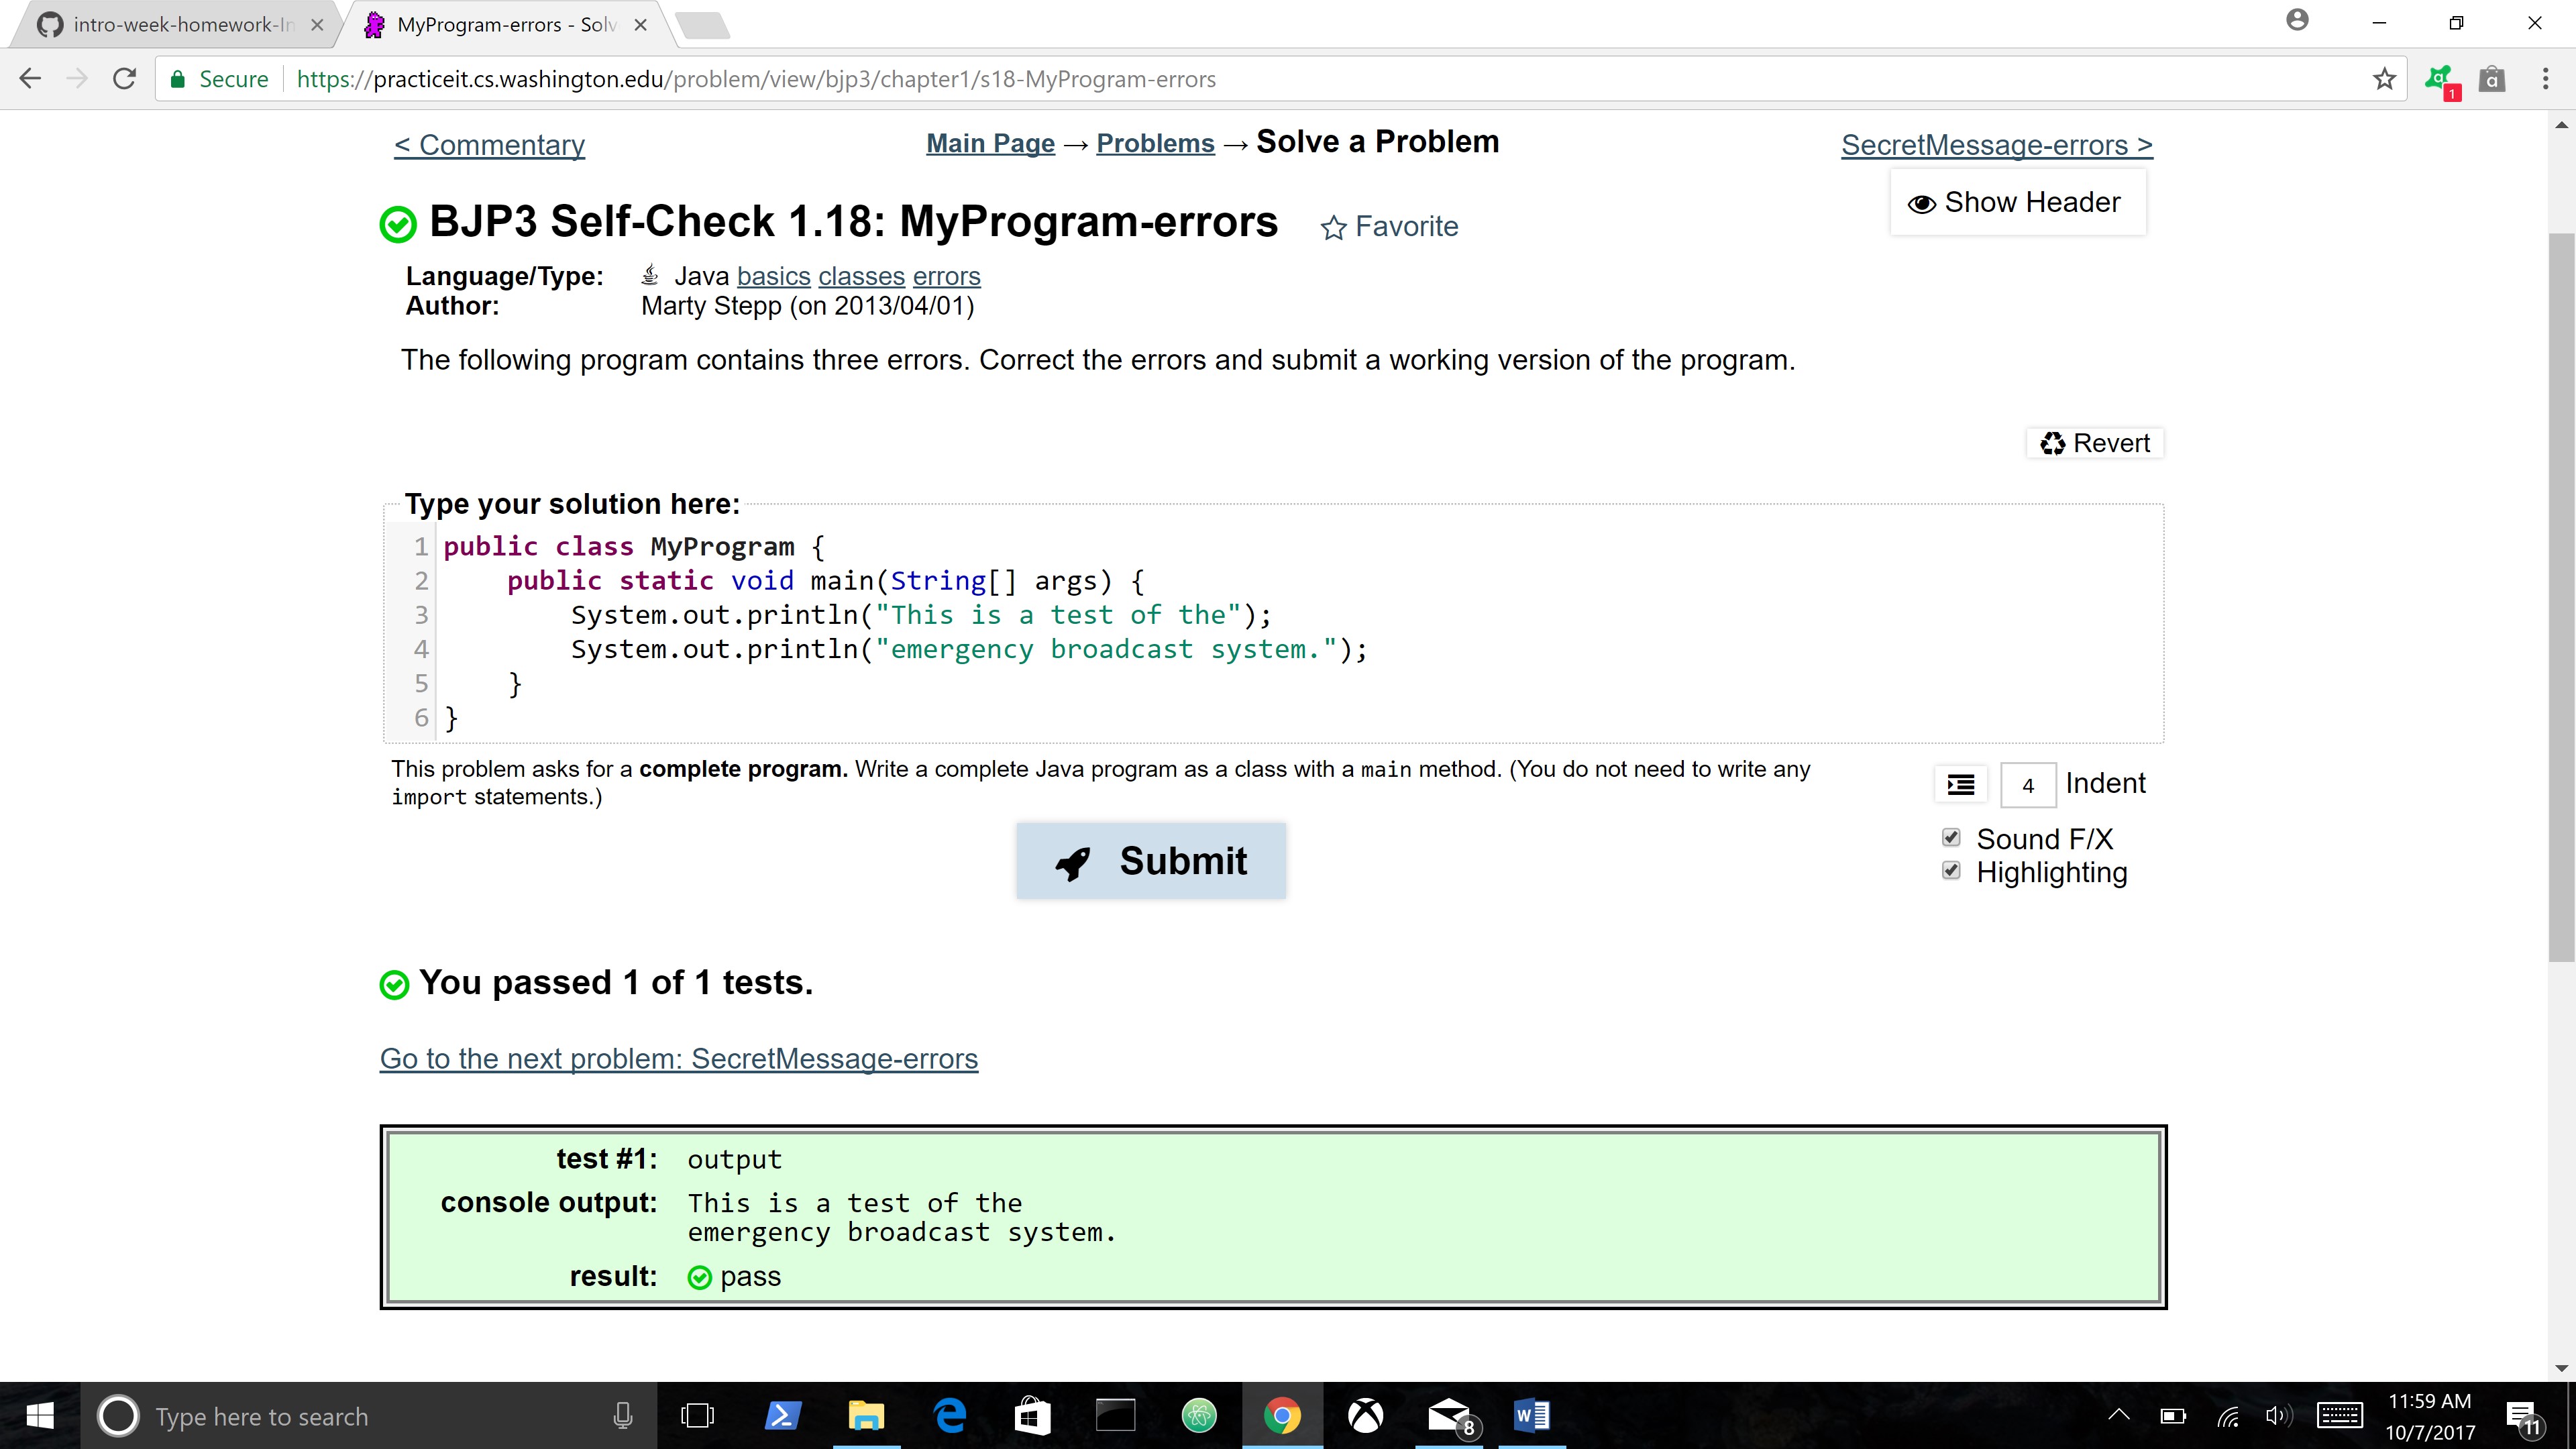 intro-week-homework-In
MyProgram-errors - Solv
Secure
https://practiceit.cs.washington.edu/problem/view/bjp3/chapter1/s18-MyProgram-errors
1
< Commentary
Main Page → Problems → Solve a Problem
SecretMessage-errors >
Show Header
BJP3 Self-Check 1.18: MyProgram-errors
Favorite
Language/Type: Java basics classes errors
Author: Marty Stepp (on 2013/04/01)
The following program contains three errors. Correct the errors and submit a working version of the program.
Revert
Type your solution here:
1 public class MyProgram {
2     public static void main(String[] args) {
3         System.out.println("This is a test of the");
4         System.out.println("emergency broadcast system.");
5     }
6 }
This problem asks for a complete program. Write a complete Java program as a class with a main method. (You do not need to write any
import statements.)
4 Indent
Sound F/X
Highlighting
Submit
You passed 1 of 1 tests.
Go to the next problem: SecretMessage-errors
test #1: output
console output: This is a test of the
emergency broadcast system.
result: pass
Type here to search
8
11:59 AM
10/7/2017
11